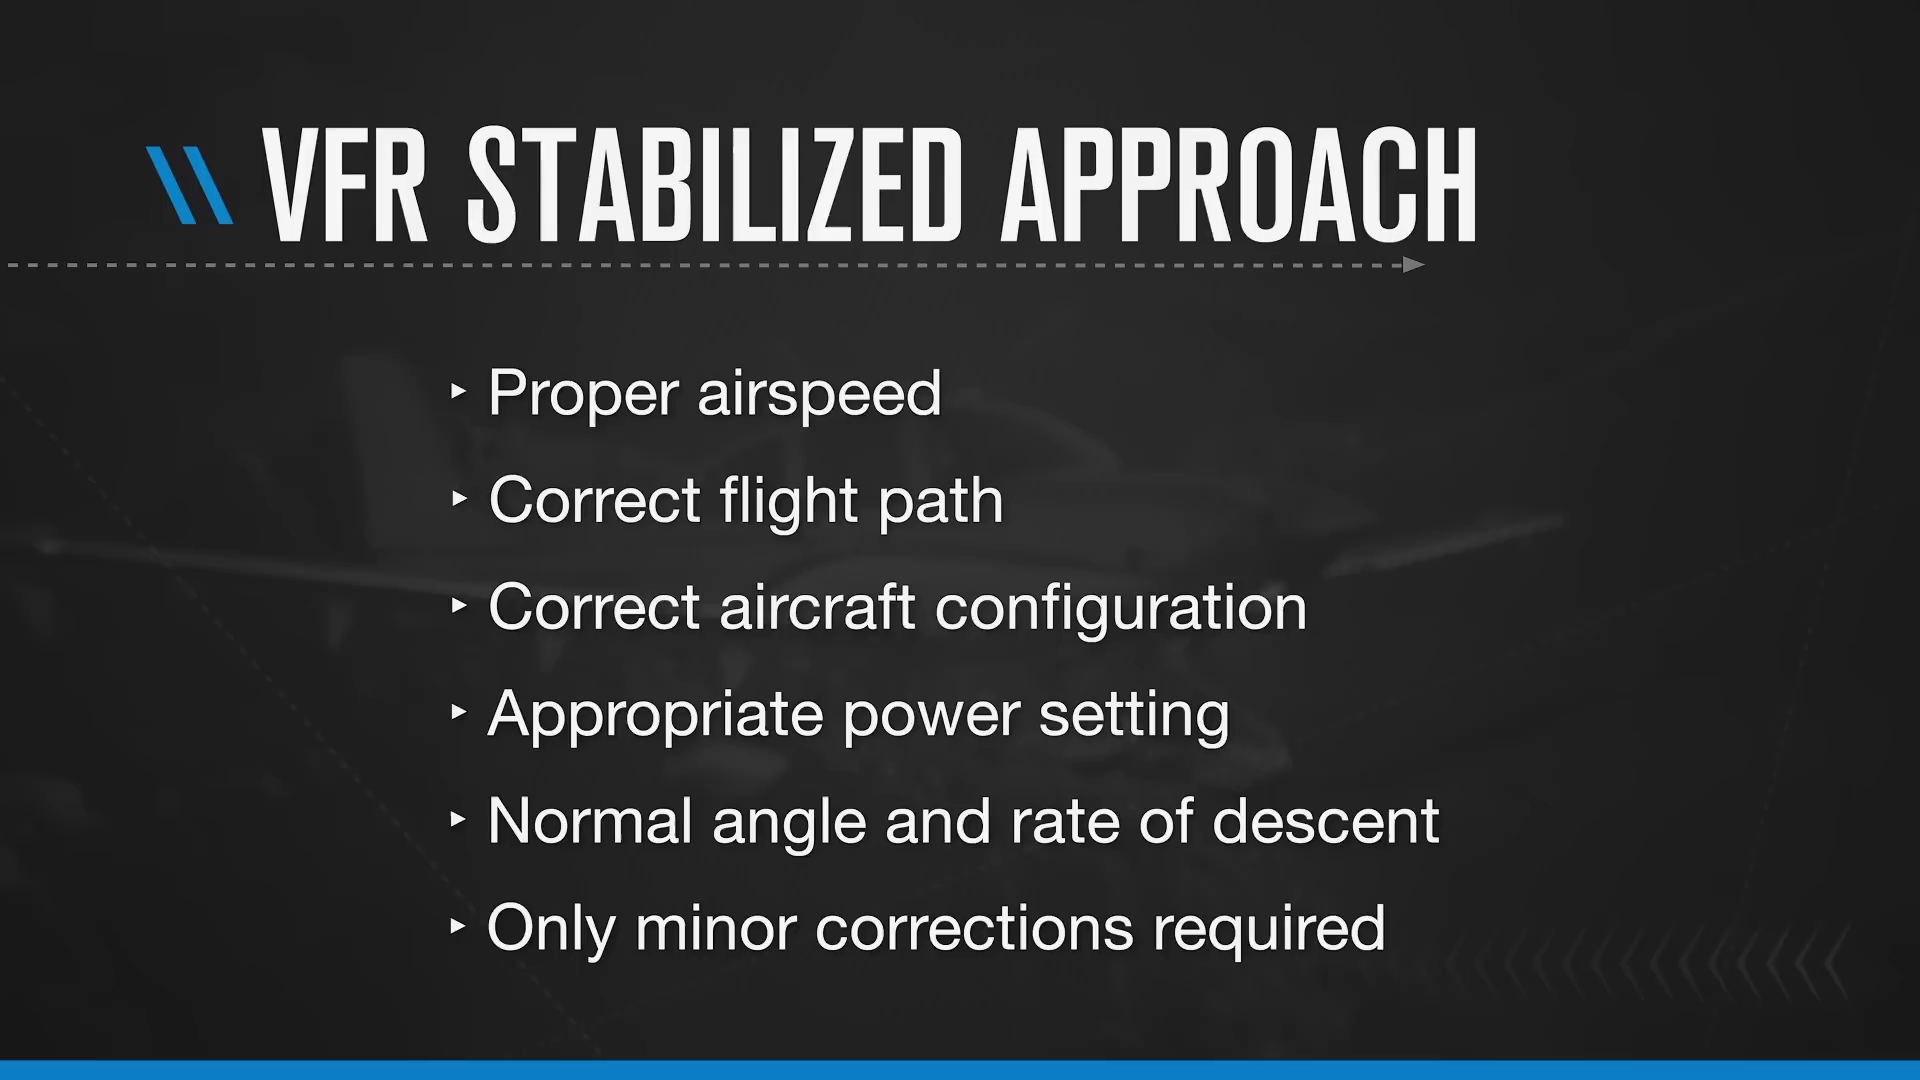 VFR STABILIZED APPROACH
‣ Proper airspeed
‣ Correct flight path
‣ Correct aircraft configuration
‣ Appropriate power setting
‣ Normal angle and rate of descent
‣ Only minor corrections required